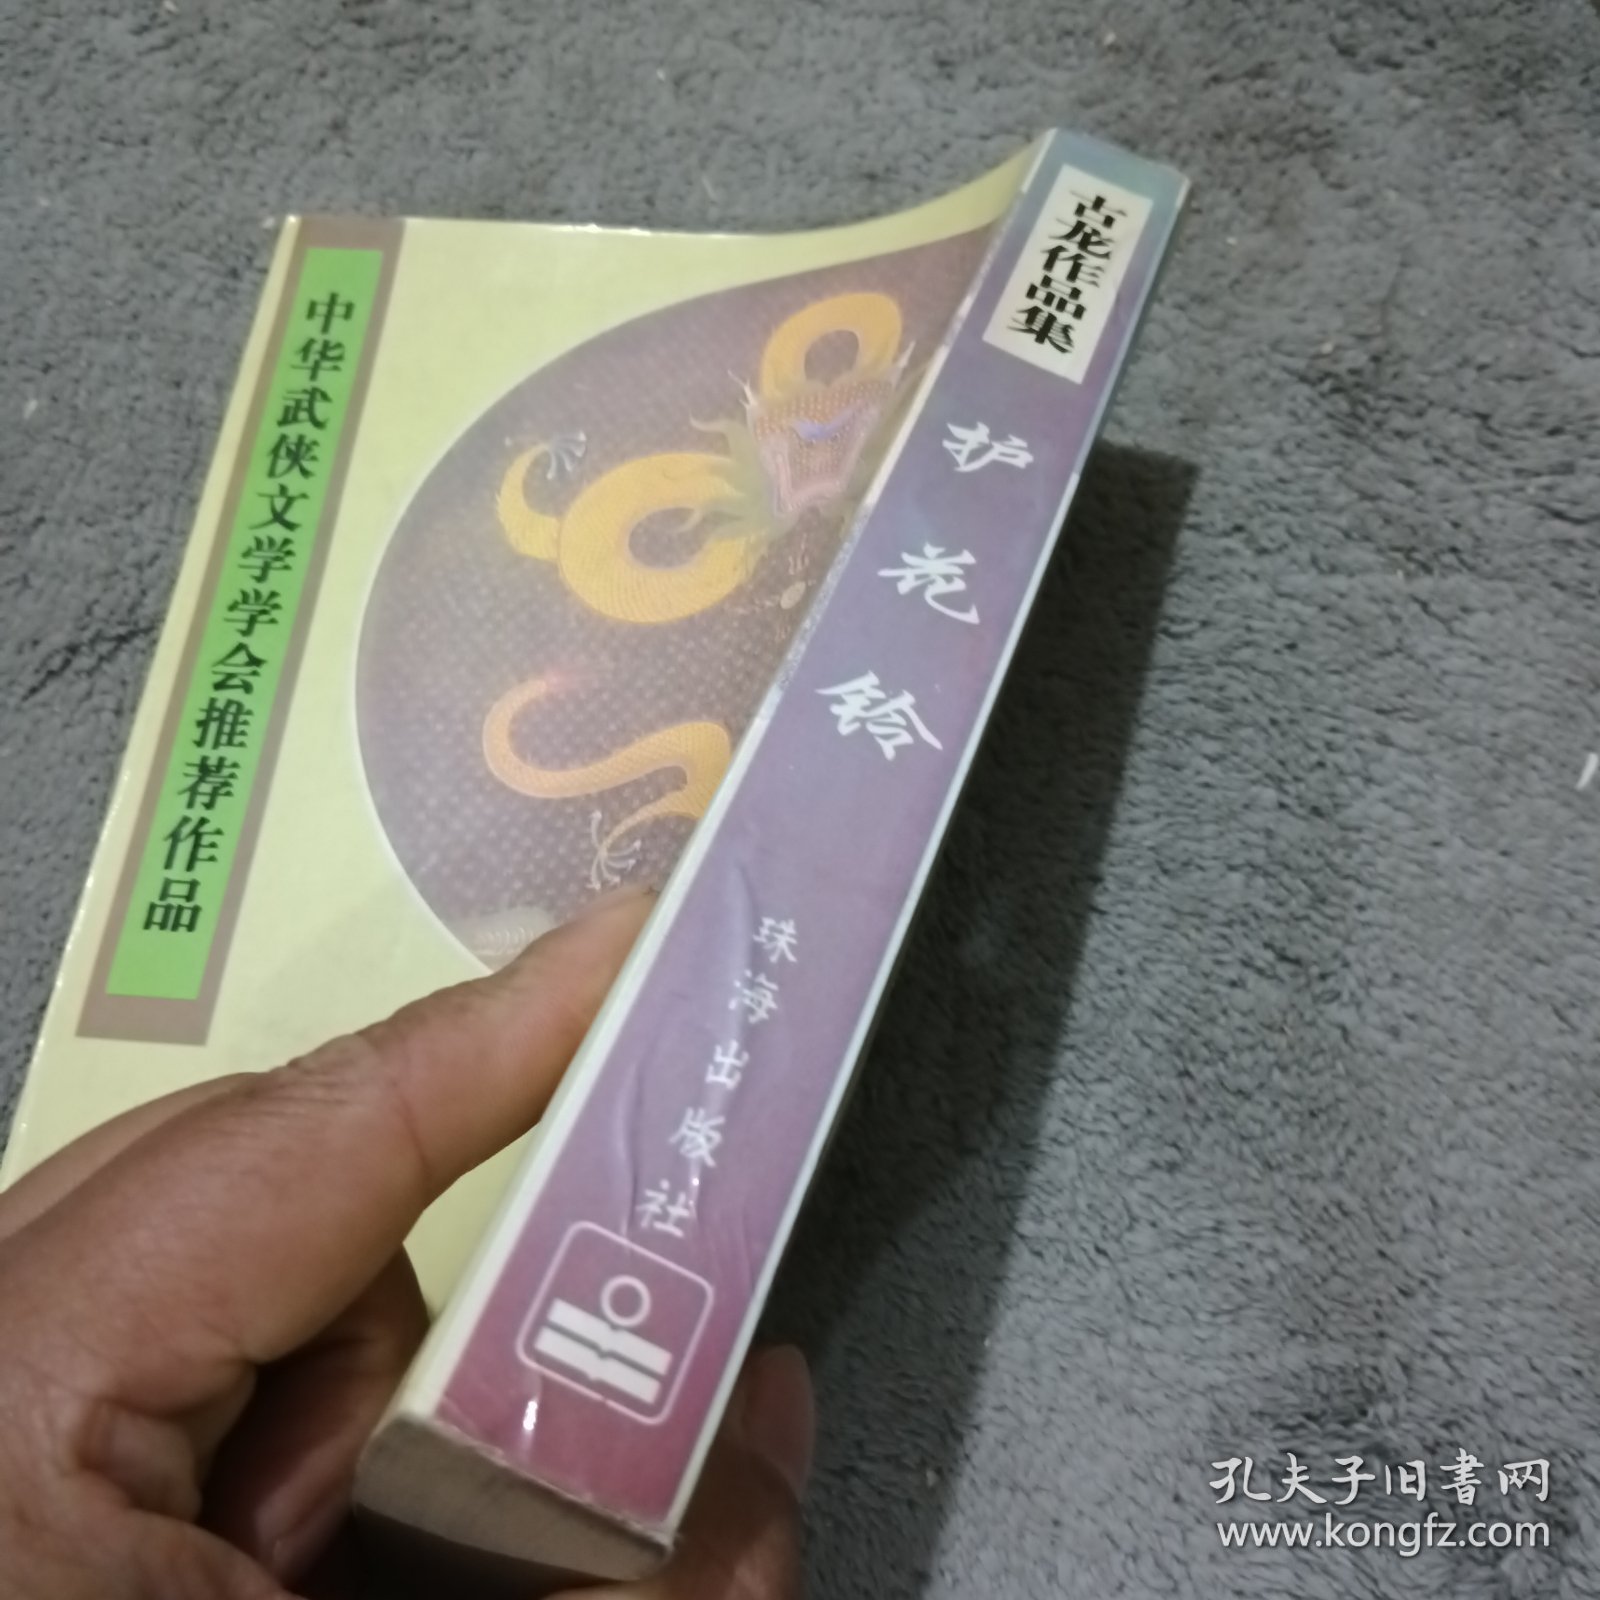 中华武侠文学学会推荐作品
古龙作品集
护花铃
珠海出版社
孔夫子旧书网
www.kongfz.com